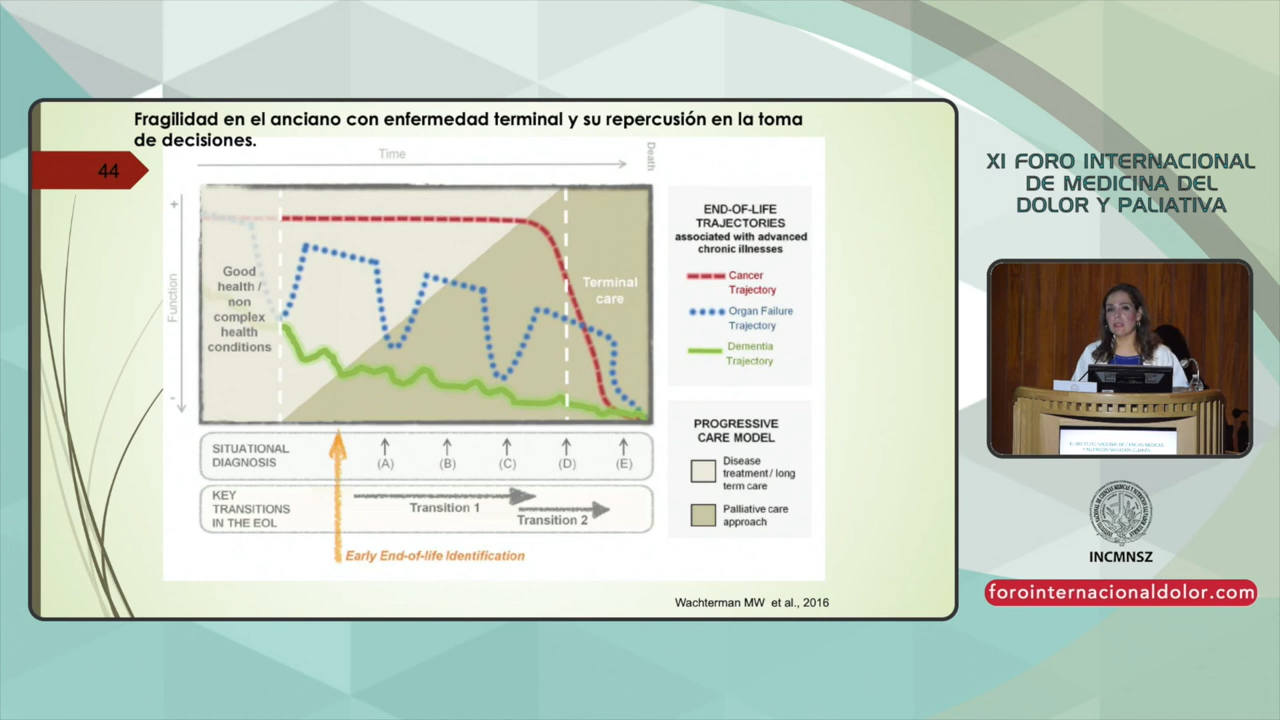 Fragilidad en el anciano con enfermedad terminal y su repercusión en la toma
de decisiones.
44
Time
Death
+
Function
-
Good
health /
non
complex
health
conditions
Terminal
care
END-OF-LIFE
TRAJECTORIES
associated with advanced
chronic illnesses
Cancer
Trajectory
Organ Failure
Trajectory
Dementia
Trajectory
PROGRESSIVE
CARE MODEL
Disease
treatment / long
term care
Palliative care
approach
SITUATIONAL
DIAGNOSIS
(A)
(B)
(C)
(D)
(E)
KEY
TRANSITIONS
IN THE EOL
Transition 1
Transition 2
Early End-of-life Identification
Wachterman MW et al., 2016
XI FORO INTERNACIONAL
DE MEDICINA DEL
DOLOR Y PALIATIVA
INCMNSZ
forointernacionaldolor.com